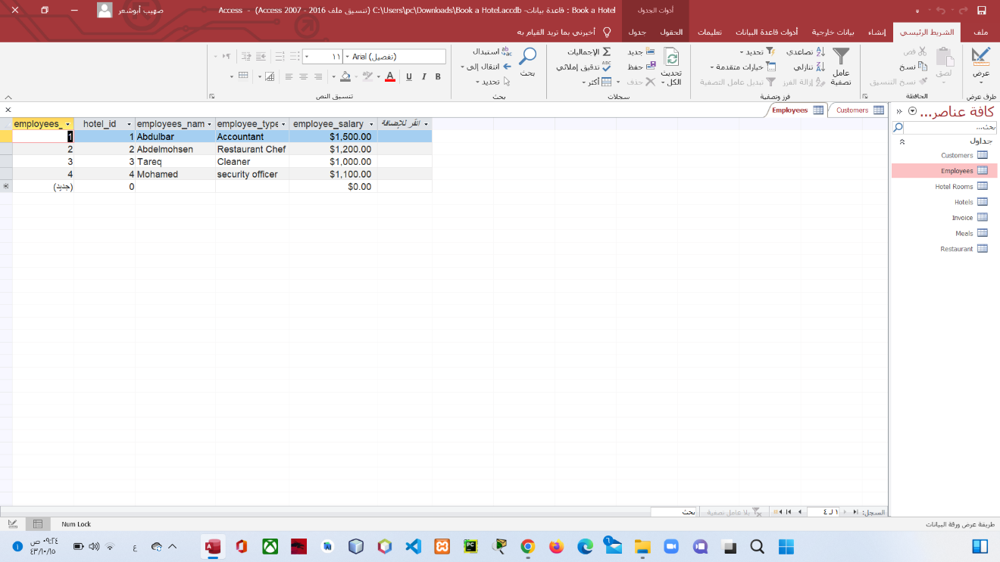 Book a Hotel : قاعدة بيانات- C:\Users\pc\Downloads\Book a Hotel.accdb (تنسيق ملف Access 2007 - 2016) - Access
أدوات الجدول
صهيب أبوشعر
ملف
الشريط الرئيسي
إنشاء
بيانات خارجية
أدوات قاعدة البيانات
تعليمات
الحقول
جدول
أخبرني بما تريد القيام به
عرض
طرق عرض
لصق
قص
نسخ
نسخ التنسيق
الحافظة
عامل تصفية
تصاعدي
تنازلي
إزالة الفرز
تحديد
خيارات متقدمة
تبديل عامل التصفية
فرز وتصفية
تحديث الكل
جديد
حفظ
حذف
الإجماليات
تدقيق إملائي
أكثر
سجلات
بحث
استبدال
انتقال إلى
تحديد
بحث
Arial (تفصيل)
١١
B I U A
تنسيق النص
كافة عناصر...
بحث...
جداول
Customers
Employees
Hotel Rooms
Hotels
Invoice
Meals
Restaurant
Customers
Employees
employees_ hotel_id employees_nam employee_type employee_salary انقر للإضافة
1 1 Abdulbar Accountant $1,500.00
2 2 Abdelmohsen Restaurant Chef $1,200.00
3 3 Tareq Cleaner $1,000.00
4 4 Mohamed security officer $1,100.00
(جديد) 0 $0.00
السجل: ١ لـ ٤
بلا عامل تصفية
بحث
طريقة عرض ورقة البيانات
Num Lock
٠٩:٢٤ ص
٤٣/١٠/١٥
ع